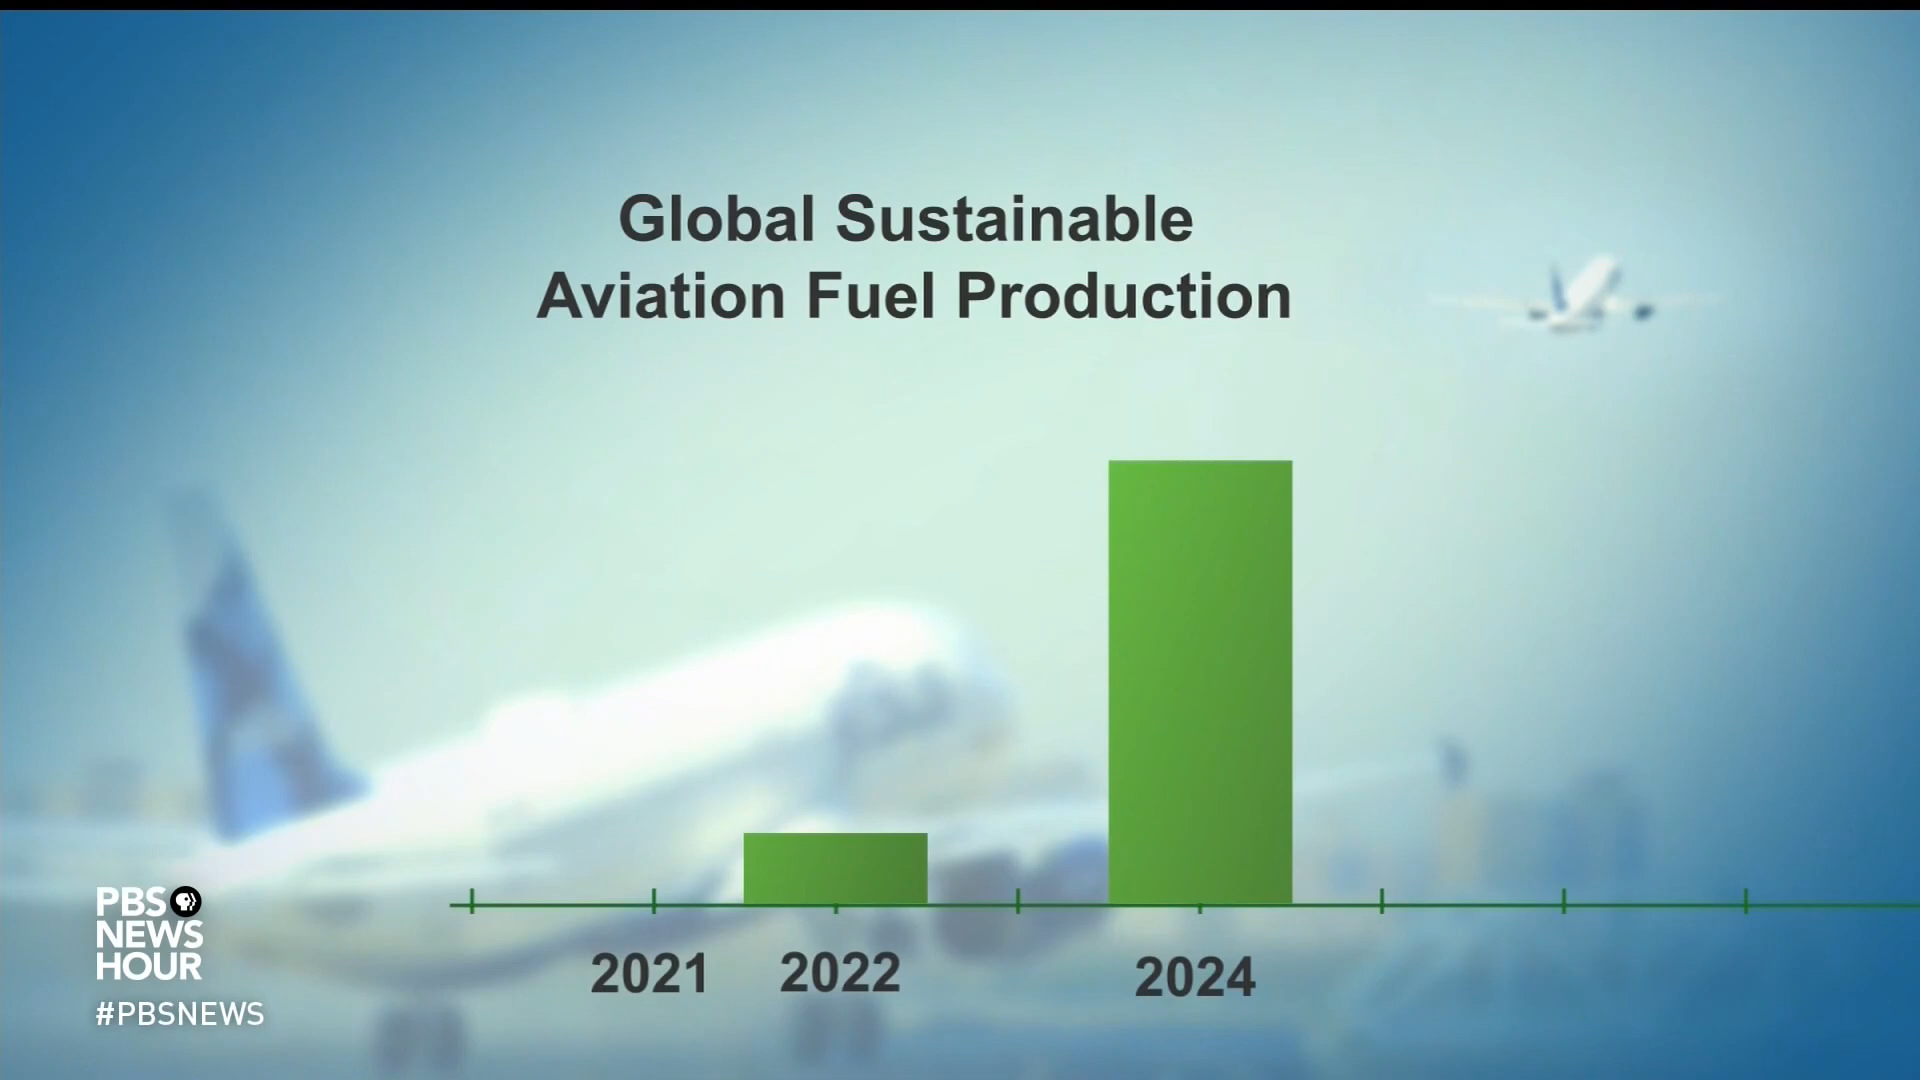 Global Sustainable
Aviation Fuel Production
2021 2022 2024
PBS
NEWS
HOUR
#PBSNEWS